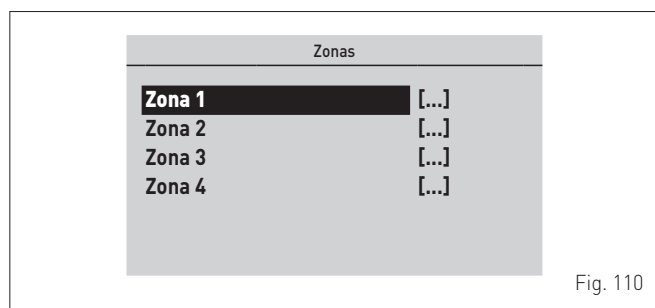 Zonas
Zona 1 [...]
Zona 2 [...]
Zona 3 [...]
Zona 4 [...]
Fig. 110